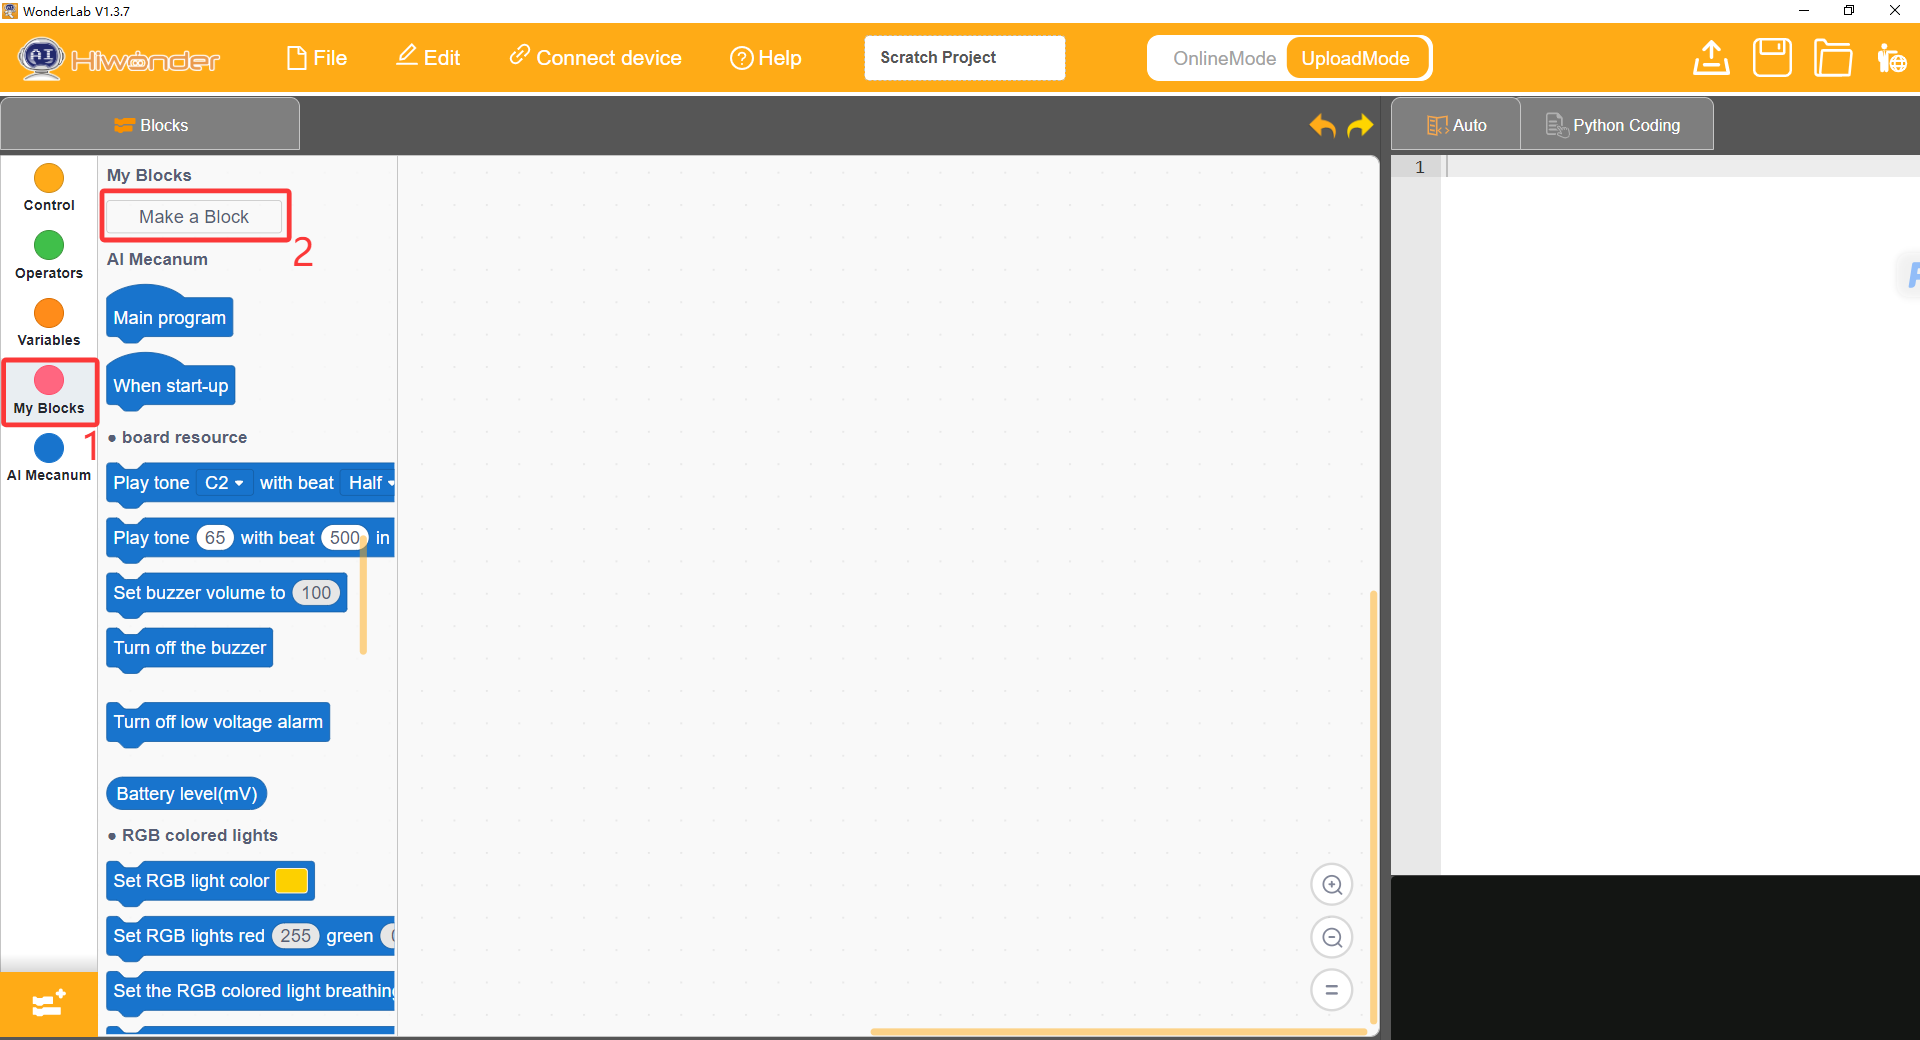 WonderLab V1.3.7
AI Hiwonder
File
Edit
Connect device
Help
Scratch Project
OnlineMode
UploadMode
Blocks
Auto
Python Coding
1
Control
Operators
Variables
My Blocks
1
AI Mecanum
My Blocks
Make a Block
2
AI Mecanum
Main program
When start-up
• board resource
Play tone C2 with beat Half
Play tone 65 with beat 500 in
Set buzzer volume to 100
Turn off the buzzer
Turn off low voltage alarm
Battery level(mV)
• RGB colored lights
Set RGB light color
Set RGB lights red 255 green
Set the RGB colored light breathing